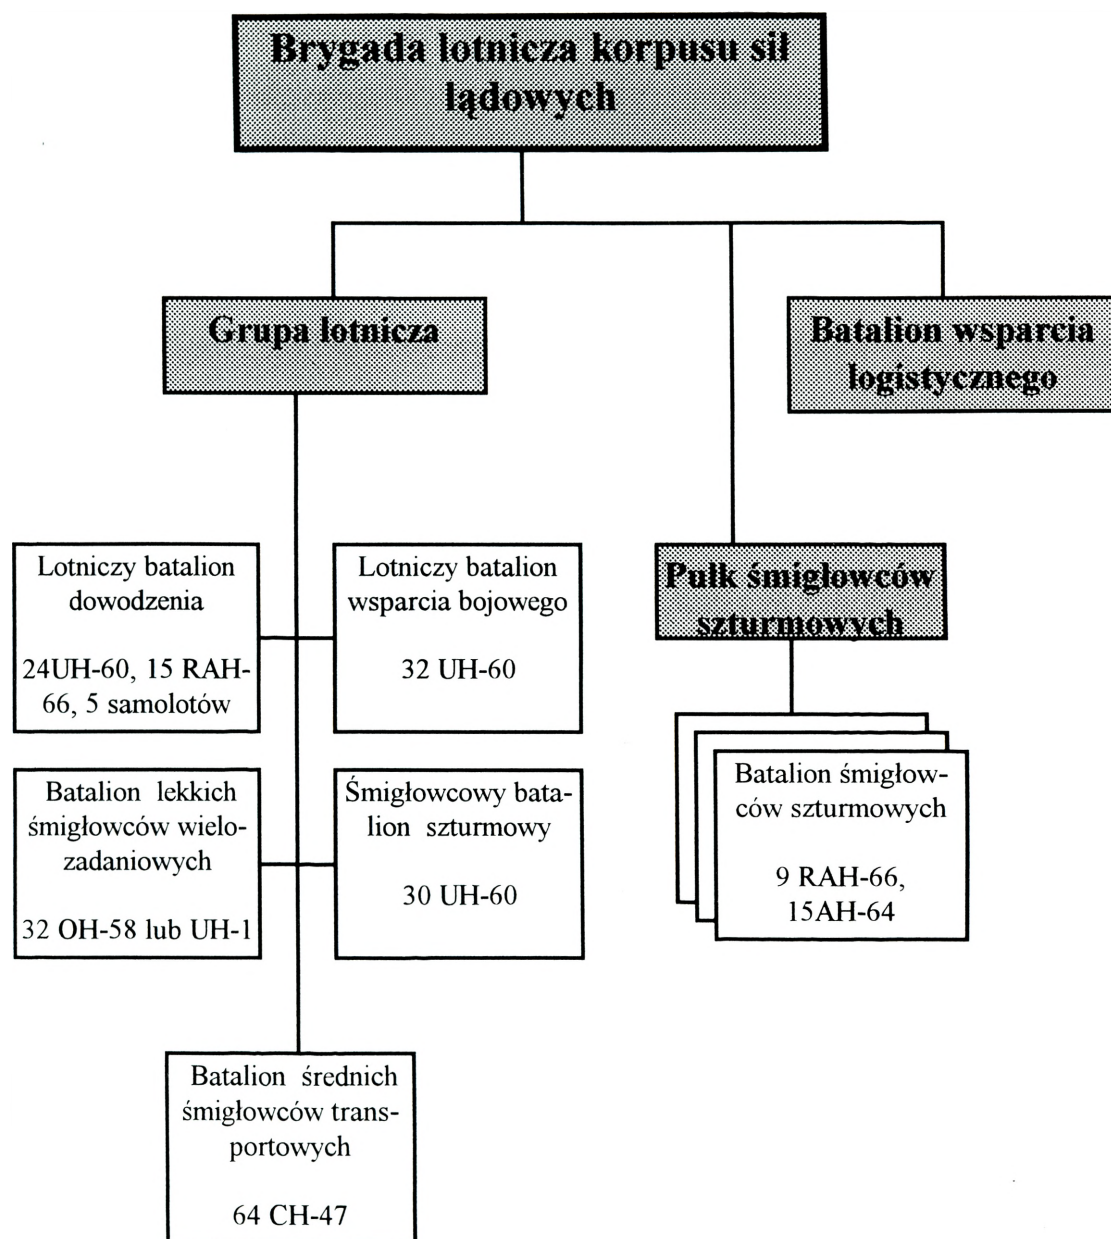 Brygada lotnicza korpusu sił
lądowych
Grupa lotnicza
Batalion wsparcia
logistycznego
Lotniczy batalion
dowodzenia
24UH-60, 15 RAH-
66, 5 samolotów
Lotniczy batalion
wsparcia bojowego
32 UH-60
Pułk śmigłowców
szturmowych
Batalion lekkich
śmigłowców wielo-
zadaniowych
32 OH-58 lub UH-1
Śmigłowcowy bata-
lion szturmowy
30 UH-60
Batalion śmigłow-
ców szturmowych
9 RAH-66,
15AH-64
Batalion średnich
śmigłowców trans-
portowych
64 CH-47